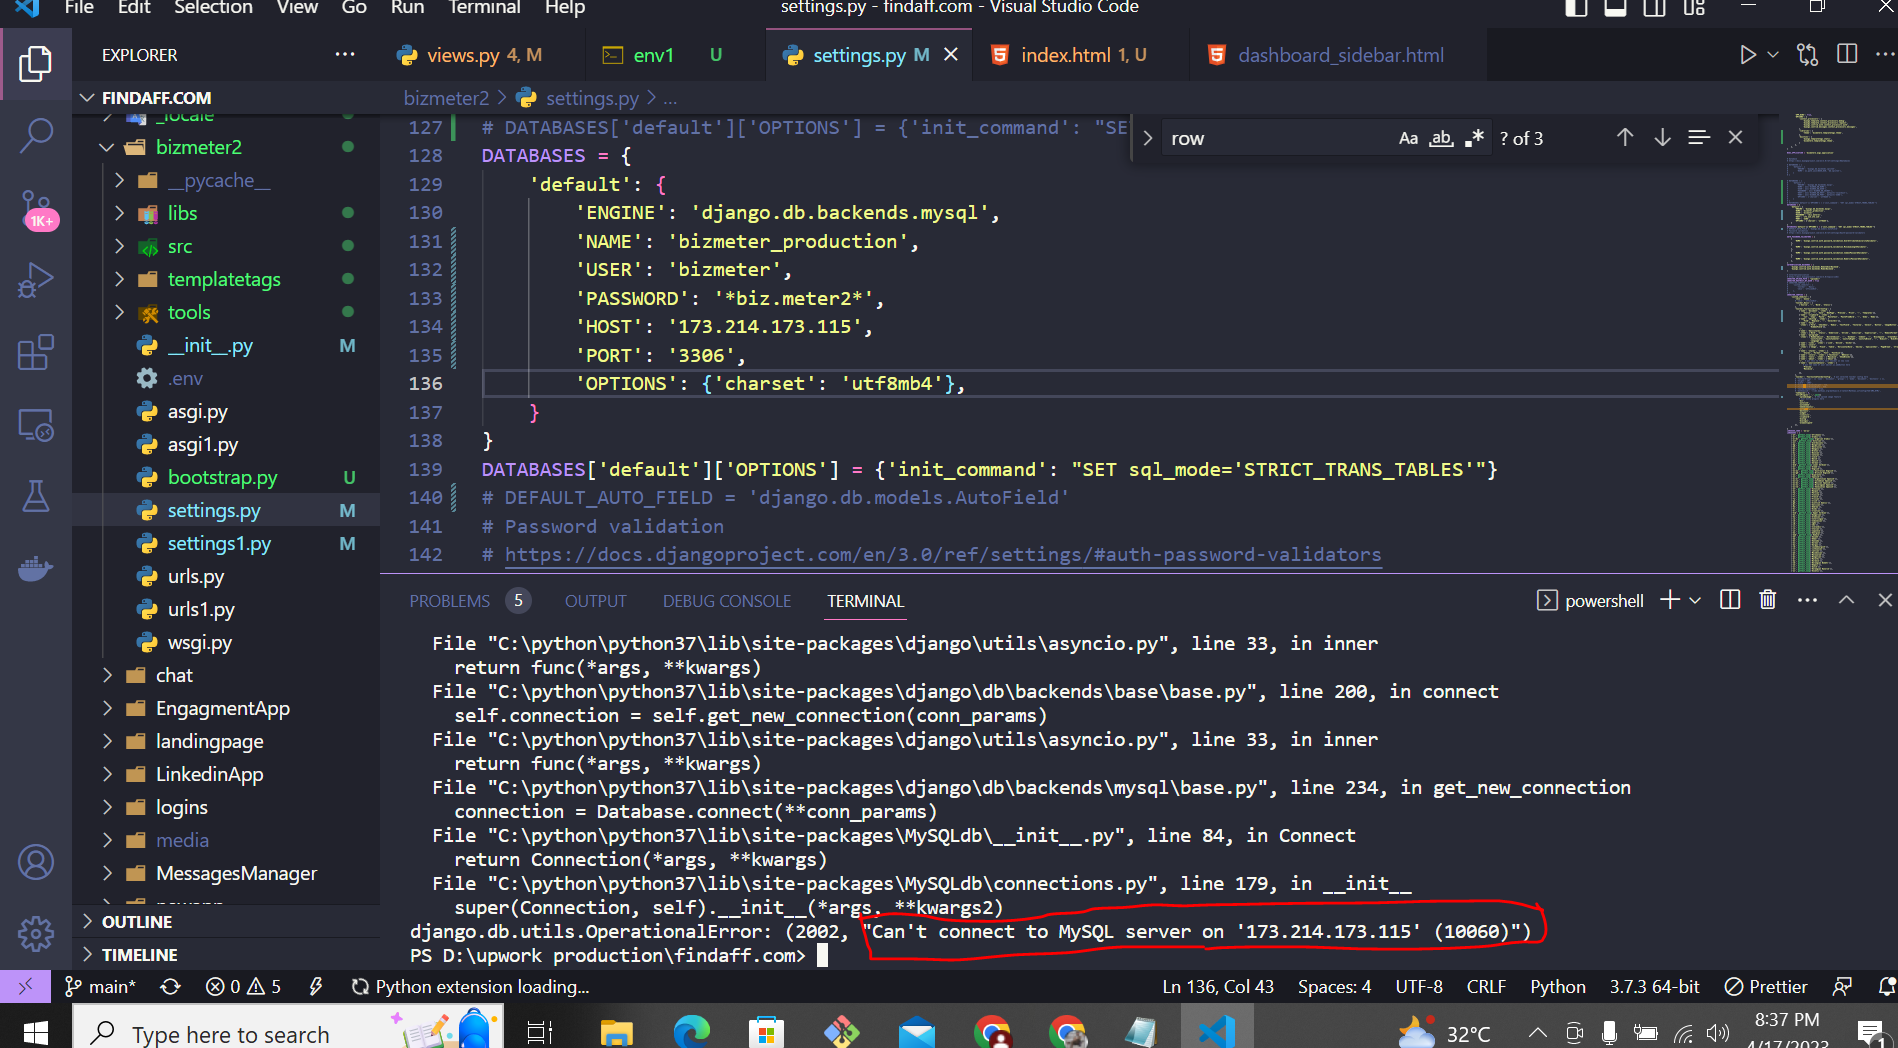 File Edit Selection View Go Run Terminal Help
settings.py - findaff.com - Visual Studio Code
EXPLORER ···
views.py 4, M
env1 U
settings.py M
index.html 1, U
dashboard_sidebar.html
FINDAFF.COM
_locale
bizmeter2
__pycache__
libs
src
templatetags
tools
__init__.py M
.env
asgi.py
asgi1.py
bootstrap.py U
settings.py M
settings1.py M
urls.py
urls1.py
wsgi.py
chat
EngagmentApp
landingpage
LinkedinApp
logins
media
MessagesManager
OUTLINE
TIMELINE
1K+
bizmeter2 > settings.py > ...
row Aa ab .* ? of 3
127 # DATABASES['default']['OPTIONS'] = {'init_command': "SE
128 DATABASES = {
129 'default': {
130 'ENGINE': 'django.db.backends.mysql',
131 'NAME': 'bizmeter_production',
132 'USER': 'bizmeter',
133 'PASSWORD': '*biz.meter2*',
134 'HOST': '173.214.173.115',
135 'PORT': '3306',
136 'OPTIONS': {'charset': 'utf8mb4'},
137 }
138 }
139 DATABASES['default']['OPTIONS'] = {'init_command': "SET sql_mode='STRICT_TRANS_TABLES'"}
140 # DEFAULT_AUTO_FIELD = 'django.db.models.AutoField'
141 # Password validation
142 # https://docs.djangoproject.com/en/3.0/ref/settings/#auth-password-validators
PROBLEMS 5 OUTPUT DEBUG CONSOLE TERMINAL powershell
File "C:\python\python37\lib\site-packages\django\utils\asyncio.py", line 33, in inner
return func(*args, **kwargs)
File "C:\python\python37\lib\site-packages\django\db\backends\base\base.py", line 200, in connect
self.connection = self.get_new_connection(conn_params)
File "C:\python\python37\lib\site-packages\django\utils\asyncio.py", line 33, in inner
return func(*args, **kwargs)
File "C:\python\python37\lib\site-packages\django\db\backends\mysql\base.py", line 234, in get_new_connection
connection = Database.connect(**conn_params)
File "C:\python\python37\lib\site-packages\MySQLdb\__init__.py", line 84, in Connect
return Connection(*args, **kwargs)
File "C:\python\python37\lib\site-packages\MySQLdb\connections.py", line 179, in __init__
super(Connection, self).__init__(*args, **kwargs2)
django.db.utils.OperationalError: (2002, "Can't connect to MySQL server on '173.214.173.115' (10060)")
PS D:\upwork production\findaff.com>
main* 0 5 Python extension loading... Ln 136, Col 43 Spaces: 4 UTF-8 CRLF Python 3.7.3 64-bit Prettier
Type here to search
32°C
8:37 PM
4/17/2023
1